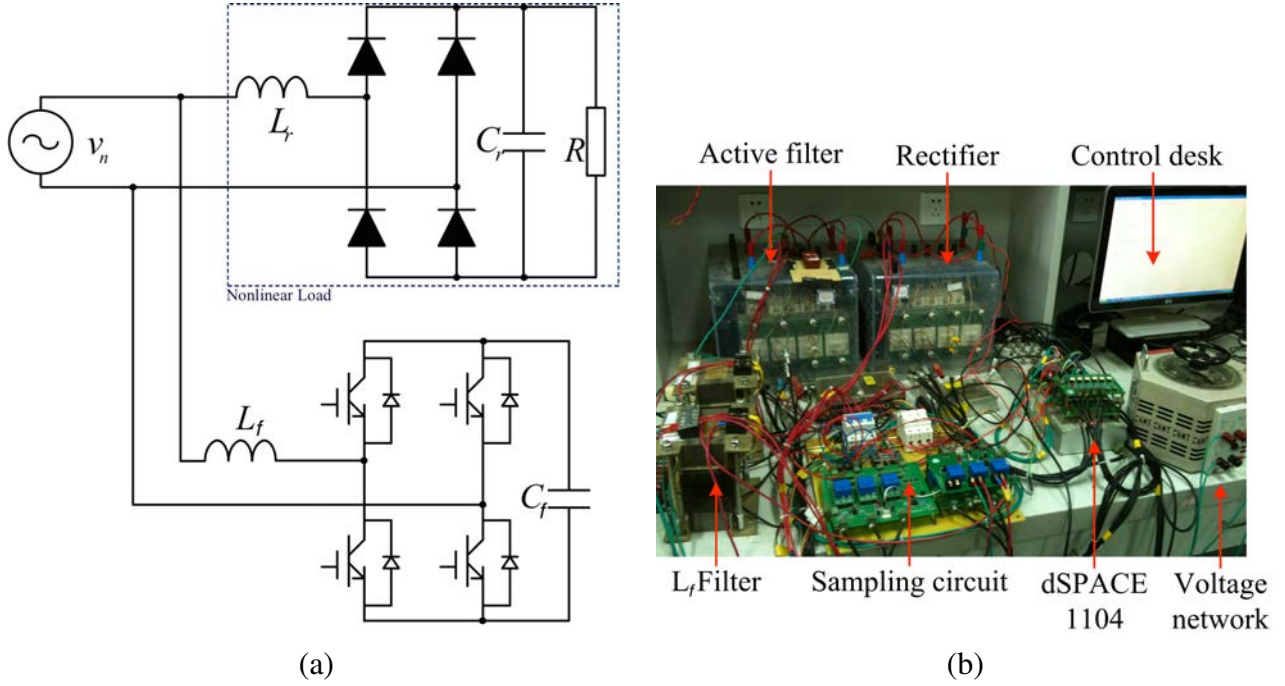 v_n
L_r
C_r
R
Nonlinear Load
L_f
C_f
(a)
Active filter
Rectifier
Control desk
L_f Filter
Sampling circuit
dSPACE
1104
Voltage
network
(b)